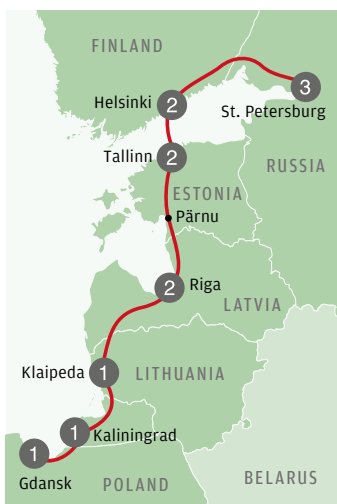 FINLAND
Helsinki
2
3
St. Petersburg
Tallinn
2
RUSSIA
ESTONIA
Pärnu
2
Riga
LATVIA
Klaipeda
1
LITHUANIA
1
Kaliningrad
1
Gdansk
POLAND
BELARUS